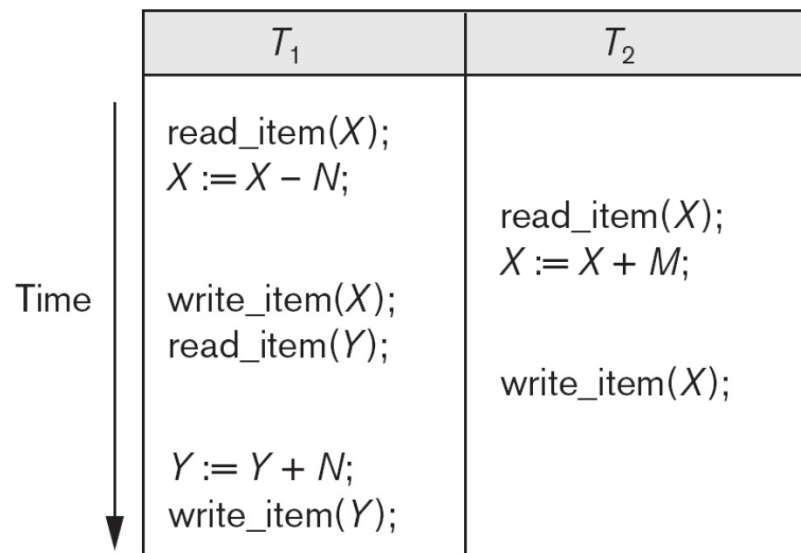 T₁ T₂
read_item(X);
X := X – N;
read_item(X);
X := X + M;
Time
write_item(X);
read_item(Y);
write_item(X);
Y := Y + N;
write_item(Y);